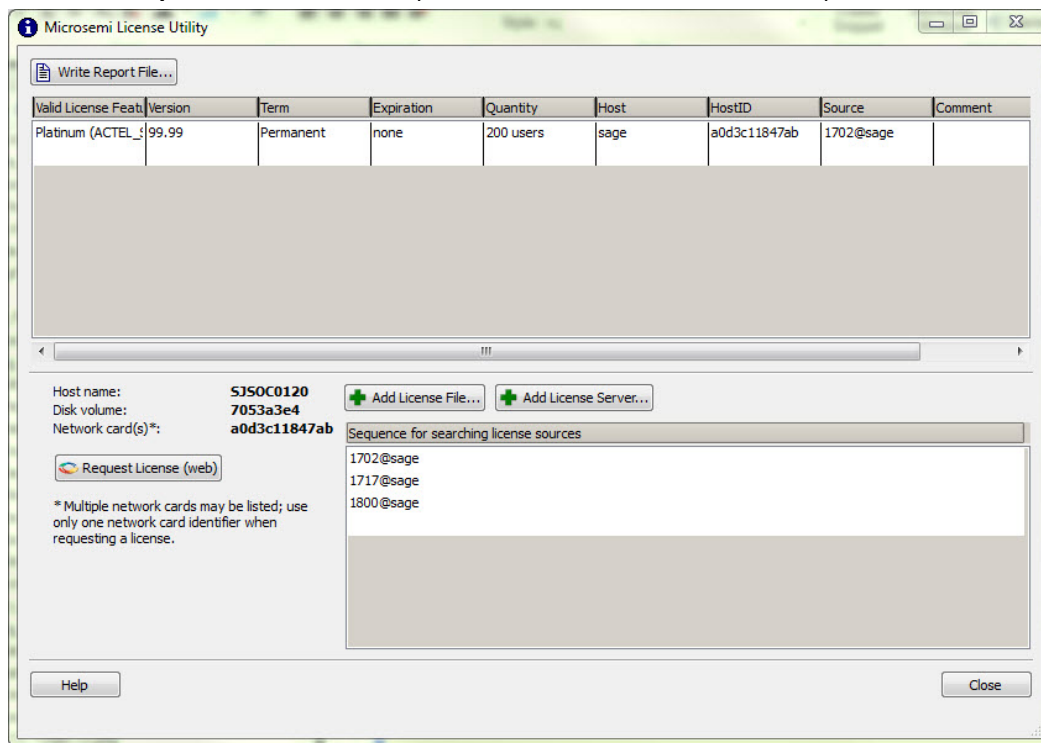 Microsemi License Utility
Write Report File...
Valid License Featu Version Term Expiration Quantity Host HostID Source Comment
Platinum (ACTEL_S 99.99 Permanent none 200 users sage a0d3c11847ab 1702@sage
Host name: SJSOC0120
Disk volume: 7053a3e4
Network card(s)*: a0d3c11847ab
Add License File... Add License Server...
Sequence for searching license sources
1702@sage
1717@sage
1800@sage
Request License (web)
* Multiple network cards may be listed; use
only one network card identifier when
requesting a license.
Help Close